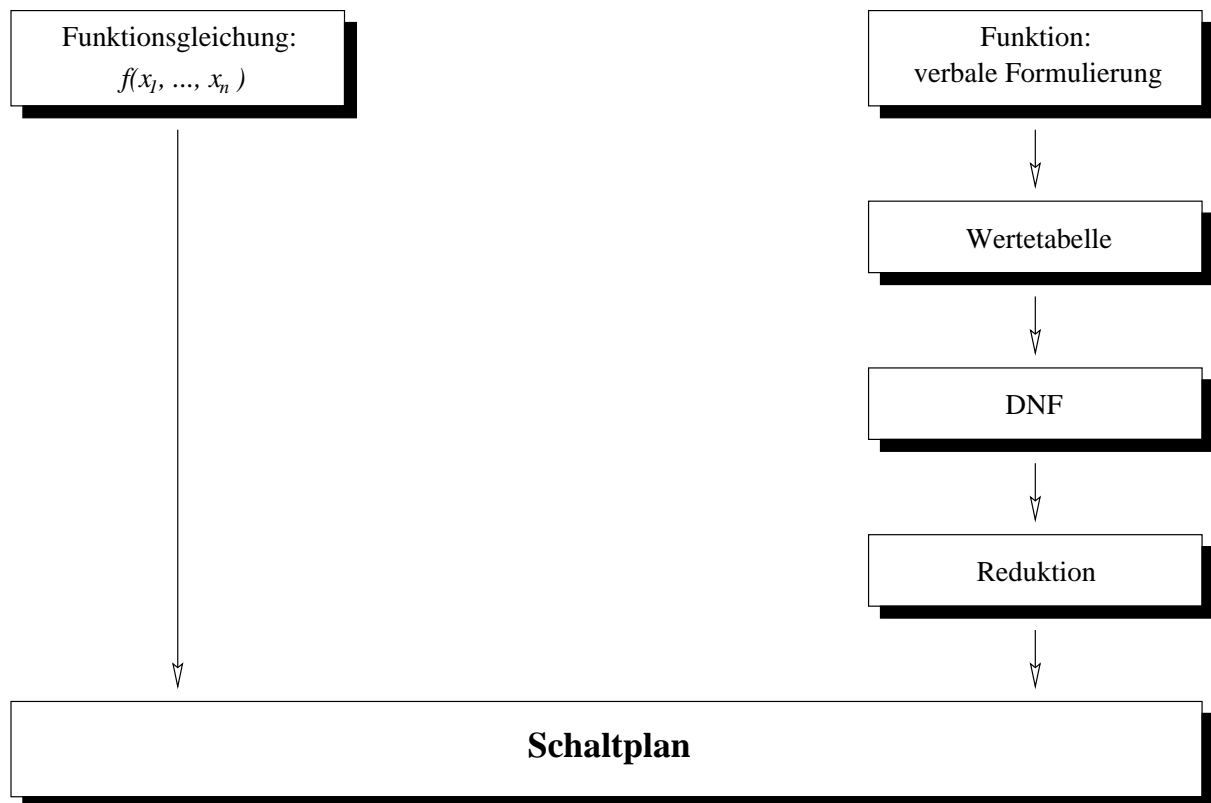 Funktionsgleichung:
f(x1, ..., xn )
Funktion:
verbale Formulierung
Wertetabelle
DNF
Reduktion
Schaltplan